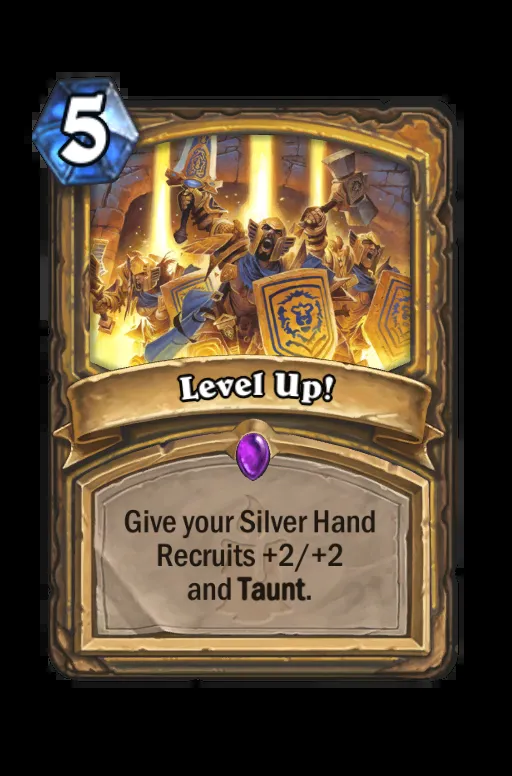 5
Level Up!
Give your Silver Hand
Recruits +2/+2
and Taunt.